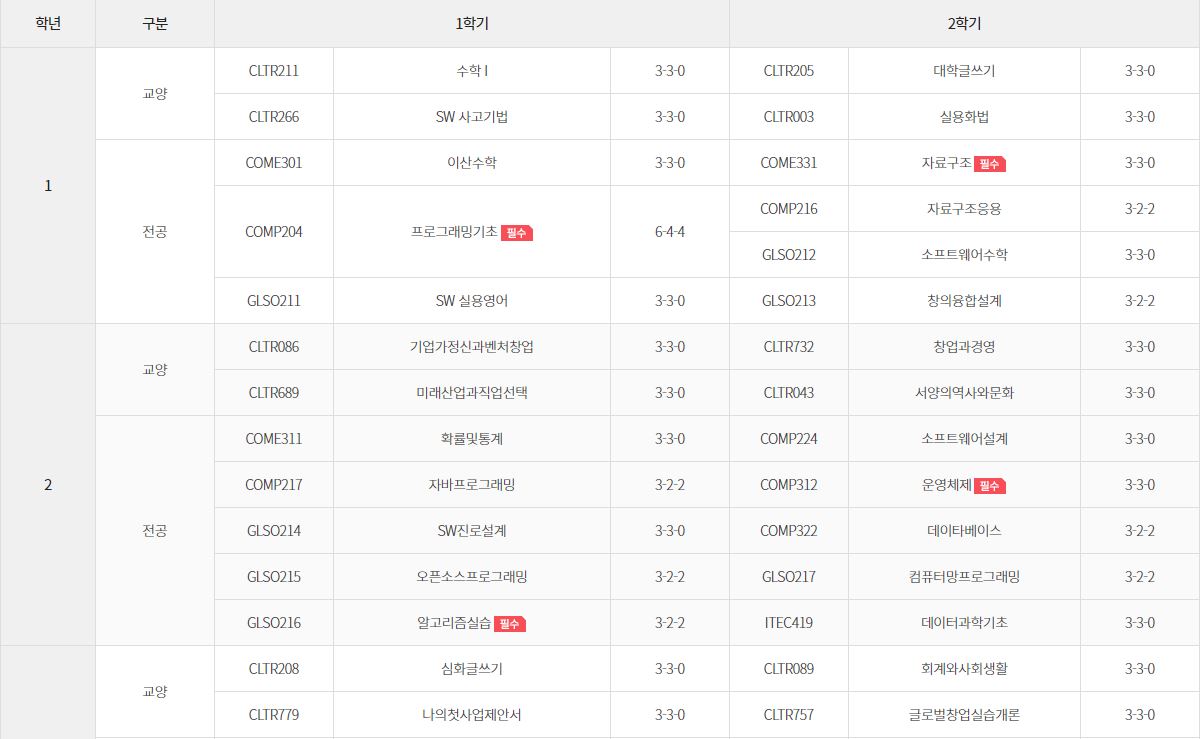 학년 구분 1학기 2학기
1 교양 CLTR211 수학 I 3-3-0 CLTR205 대학글쓰기 3-3-0
CLTR266 SW 사고기법 3-3-0 CLTR003 실용화법 3-3-0
전공 COME301 이산수학 3-3-0 COME331 자료구조 필수 3-3-0
COMP204 프로그래밍기초 필수 6-4-4 COMP216 자료구조응용 3-2-2
GLSO212 소프트웨어수학 3-3-0
GLSO211 SW 실용영어 3-3-0 GLSO213 창의융합설계 3-2-2
2 교양 CLTR086 기업가정신과벤처창업 3-3-0 CLTR732 창업과경영 3-3-0
CLTR689 미래산업과직업선택 3-3-0 CLTR043 서양의역사와문화 3-3-0
전공 COME311 확률및통계 3-3-0 COMP224 소프트웨어설계 3-3-0
COMP217 자바프로그래밍 3-2-2 COMP312 운영체제 필수 3-3-0
GLSO214 SW진로설계 3-3-0 COMP322 데이타베이스 3-2-2
GLSO215 오픈소스프로그래밍 3-2-2 GLSO217 컴퓨터망프로그래밍 3-2-2
GLSO216 알고리즘실습 필수 3-2-2 ITEC419 데이터과학기초 3-3-0
교양 CLTR208 심화글쓰기 3-3-0 CLTR089 회계와사회생활 3-3-0
CLTR779 나의첫사업제안서 3-3-0 CLTR757 글로벌창업실습개론 3-3-0